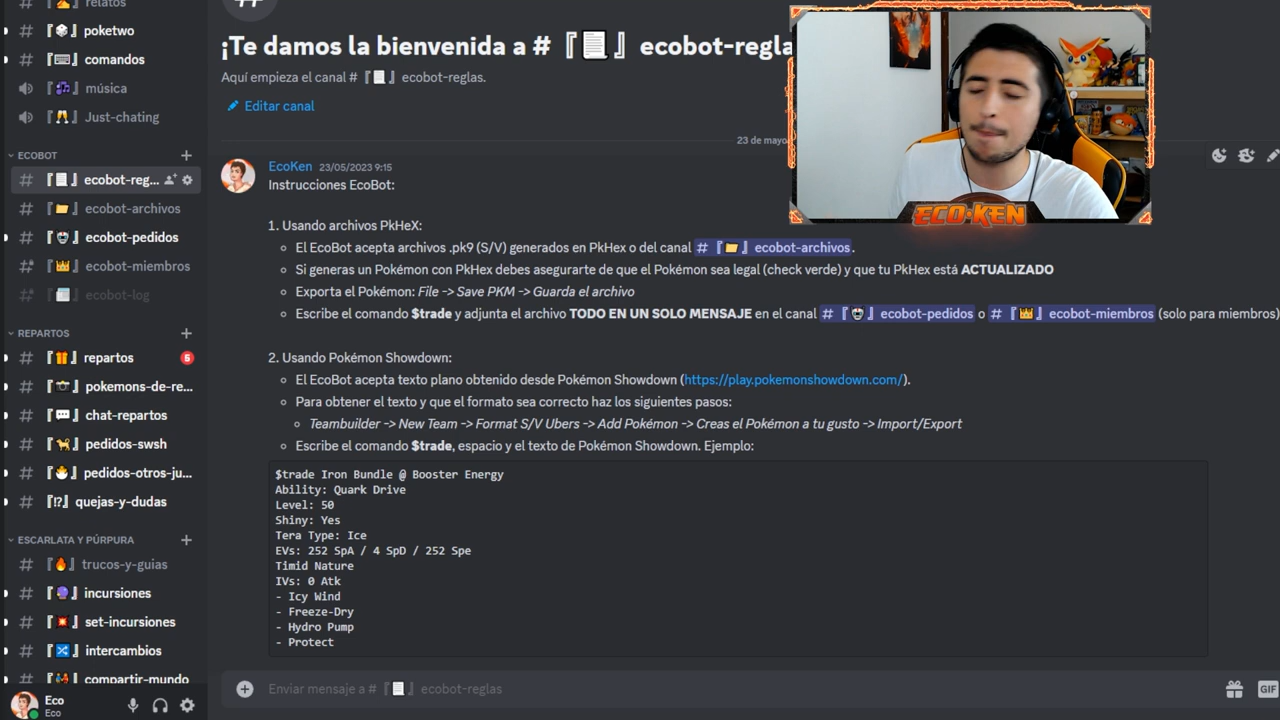 relatos
poketwo
comandos
música
Just-chating
ECOBOT
ecobot-reg...
ecobot-archivos
ecobot-pedidos
ecobot-miembros
ecobot-log
REPARTOS
repartos
5
pokemons-de-re...
chat-repartos
pedidos-swsh
pedidos-otros-ju...
quejas-y-dudas
ESCARLATA Y PÚRPURA
trucos-y-guias
incursiones
set-incursiones
intercambios
compartir-mundo
Eco
Eco
¡Te damos la bienvenida a # 『📃』 ecobot-regla
Aquí empieza el canal # 『📃』 ecobot-reglas.
Editar canal
23 de mayo
EcoKen 23/05/2023 9:15
Instrucciones EcoBot:
1. Usando archivos PkHeX:
El EcoBot acepta archivos .pk9 (S/V) generados en PkHex o del canal # 『📁』 ecobot-archivos.
Si generas un Pokémon con PkHex debes asegurarte de que el Pokémon sea legal (check verde) y que tu PkHex está ACTUALIZADO
Exporta el Pokémon: File -> Save PKM -> Guarda el archivo
Escribe el comando $trade y adjunta el archivo TODO EN UN SOLO MENSAJE en el canal # 『🤖』 ecobot-pedidos o # 『👑』 ecobot-miembros (solo para miembros)
2. Usando Pokémon Showdown:
El EcoBot acepta texto plano obtenido desde Pokémon Showdown (https://play.pokemonshowdown.com/).
Para obtener el texto y que el formato sea correcto haz los siguientes pasos:
Teambuilder -> New Team -> Format S/V Ubers -> Add Pokémon -> Creas el Pokémon a tu gusto -> Import/Export
Escribe el comando $trade, espacio y el texto de Pokémon Showdown. Ejemplo:
$trade Iron Bundle @ Booster Energy
Ability: Quark Drive
Level: 50
Shiny: Yes
Tera Type: Ice
EVs: 252 SpA / 4 SpD / 252 Spe
Timid Nature
IVs: 0 Atk
- Icy Wind
- Freeze-Dry
- Hydro Pump
- Protect
Enviar mensaje a # 『📃』 ecobot-reglas
GIF
ECO-KEN